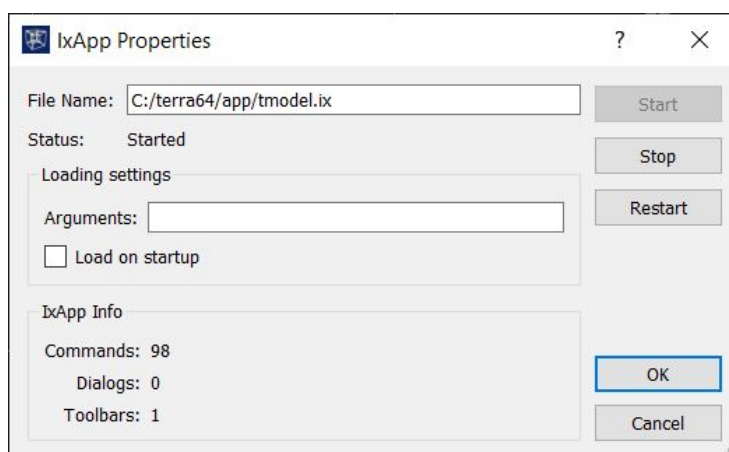 IxApp Properties
?
File Name: C:/terra64/app/tmodel.ix
Start
Status: Started
Stop
Loading settings
Restart
Arguments:
Load on startup
IxApp Info
Commands: 98
Dialogs: 0
Toolbars: 1
OK
Cancel